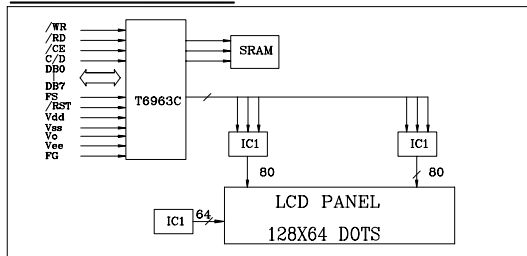 /WR
/RD
/CE
C/D
DB0
DB7
FS
/RST
Vdd
Vss
Vo
Vee
FG
T6963C
SRAM
IC1
IC1
80
80
IC1
64
LCD PANEL
128X64 DOTS